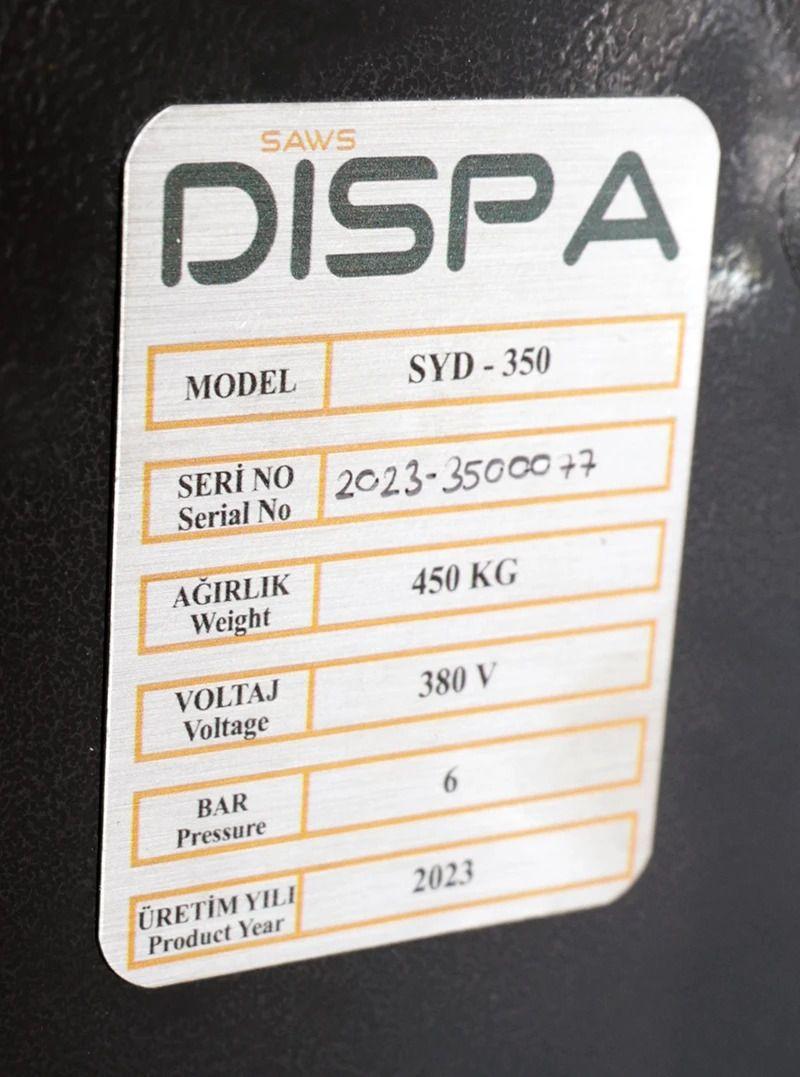 SAWS
DISPA
MODEL SYD - 350
SERİ NO
Serial No 2023-3500077
AĞIRLIK
Weight 450 KG
VOLTAJ
Voltage 380 V
BAR
Pressure 6
ÜRETİM YILI
Product Year 2023